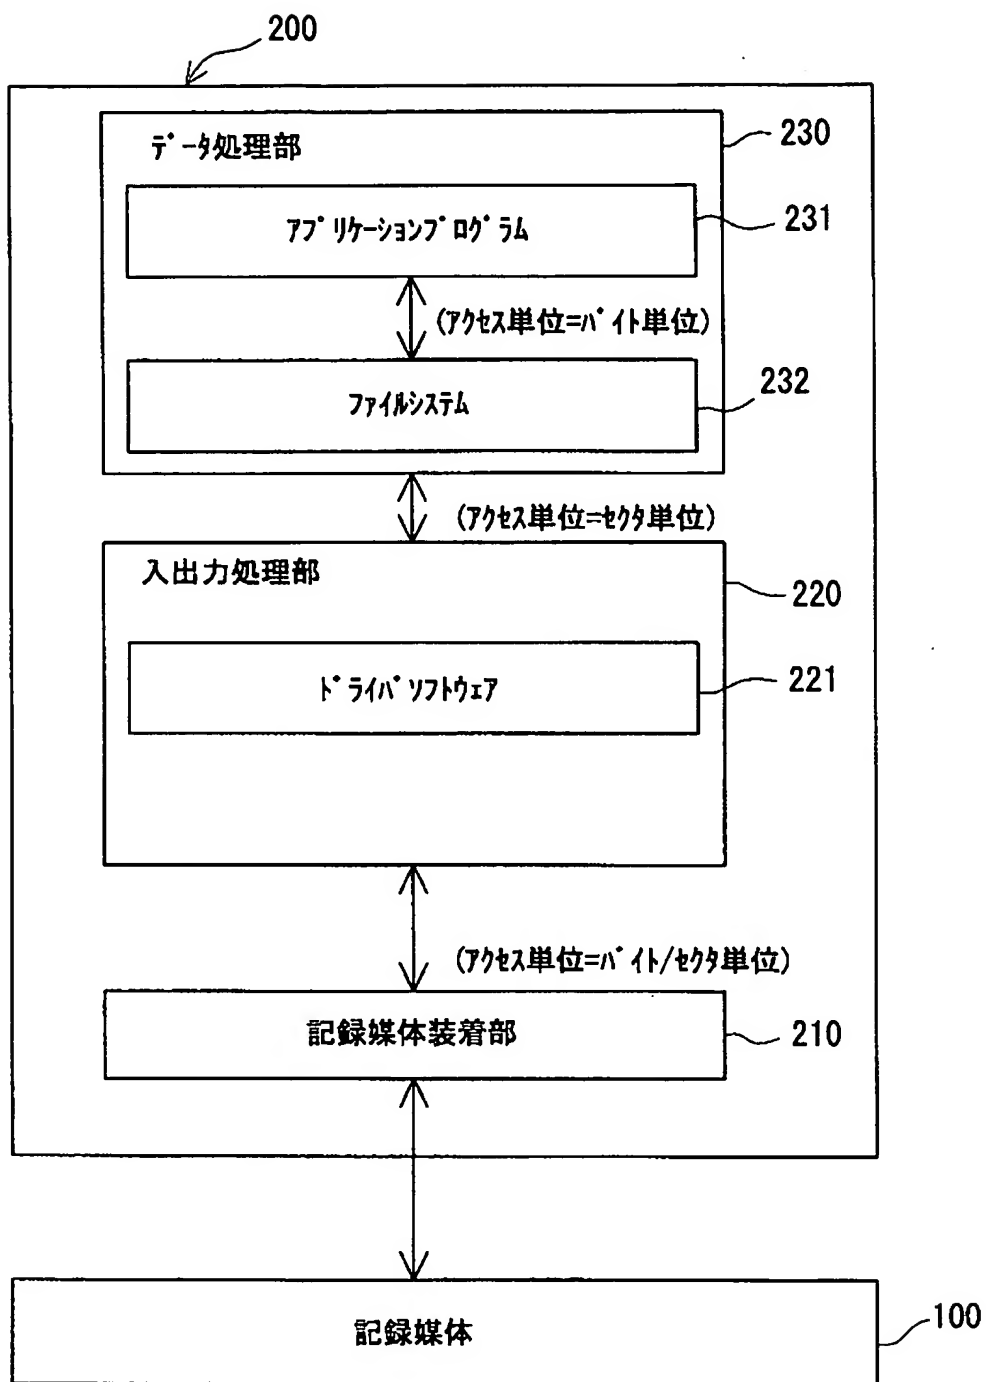 200
データ処理部
230
アプリケーションプログラム
231
(アクセス単位=バイト単位)
ファイルシステム
232
(アクセス単位=セクタ単位)
入出力処理部
220
ドライバソフトウェア
221
(アクセス単位=バイト/セクタ単位)
記録媒体装着部
210
記録媒体
100